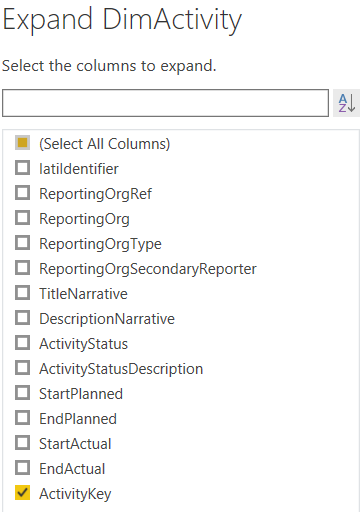 Expand DimActivity
Select the columns to expand.
(Select All Columns)
IatiIdentifier
ReportingOrgRef
ReportingOrg
ReportingOrgType
ReportingOrgSecondaryReporter
TitleNarrative
DescriptionNarrative
ActivityStatus
ActivityStatusDescription
StartPlanned
EndPlanned
StartActual
EndActual
ActivityKey